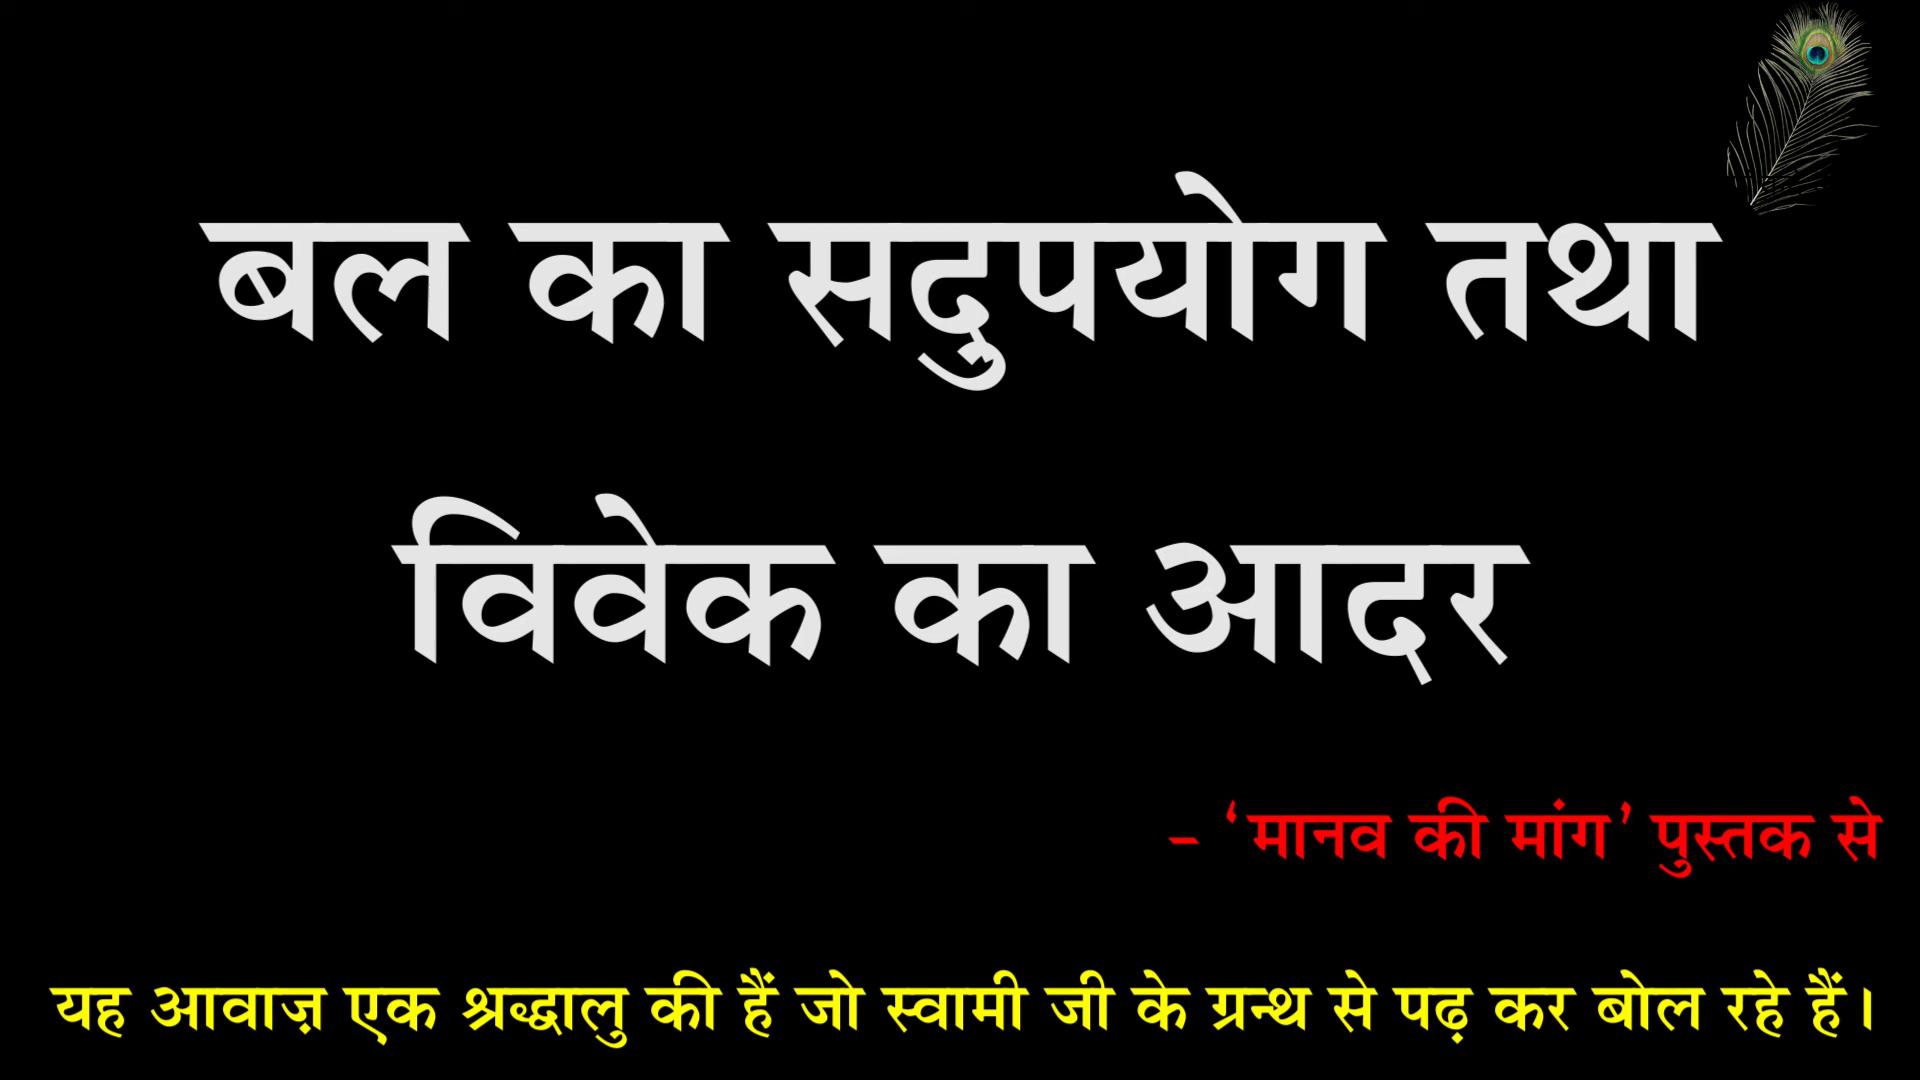 बल का सदुपयोग तथा
विवेक का आदर
– ‘मानव की मांग’ पुस्तक से
यह आवाज़ एक श्रद्धालु की हैं जो स्वामी जी के ग्रन्थ से पढ़ कर बोल रहे हैं।